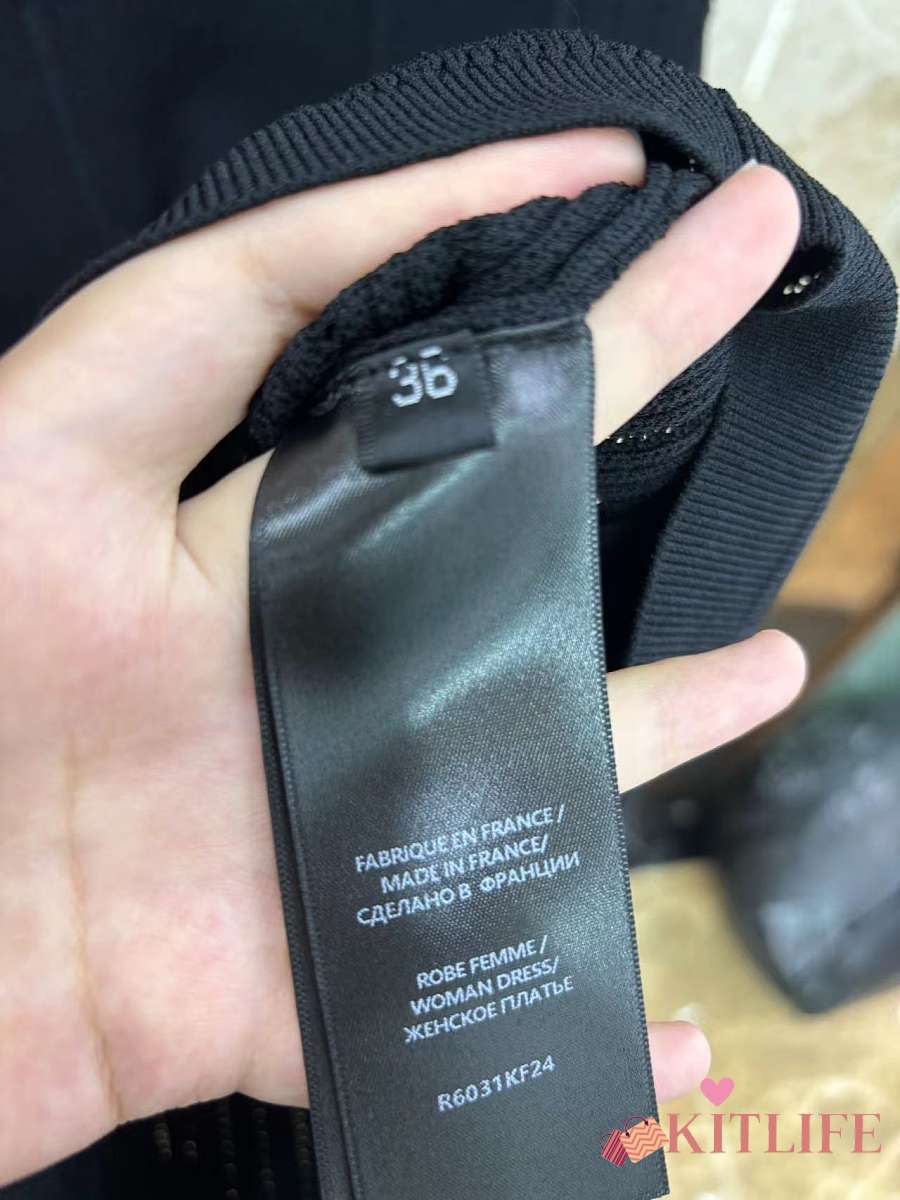 36
FABRIQUE EN FRANCE /
MADE IN FRANCE/
СДЕЛАНО В ФРАНЦИИ
ROBE FEMME /
WOMAN DRESS/
ЖЕНСКОЕ ПЛАТЬЕ
R6031KF24
KITLIFE